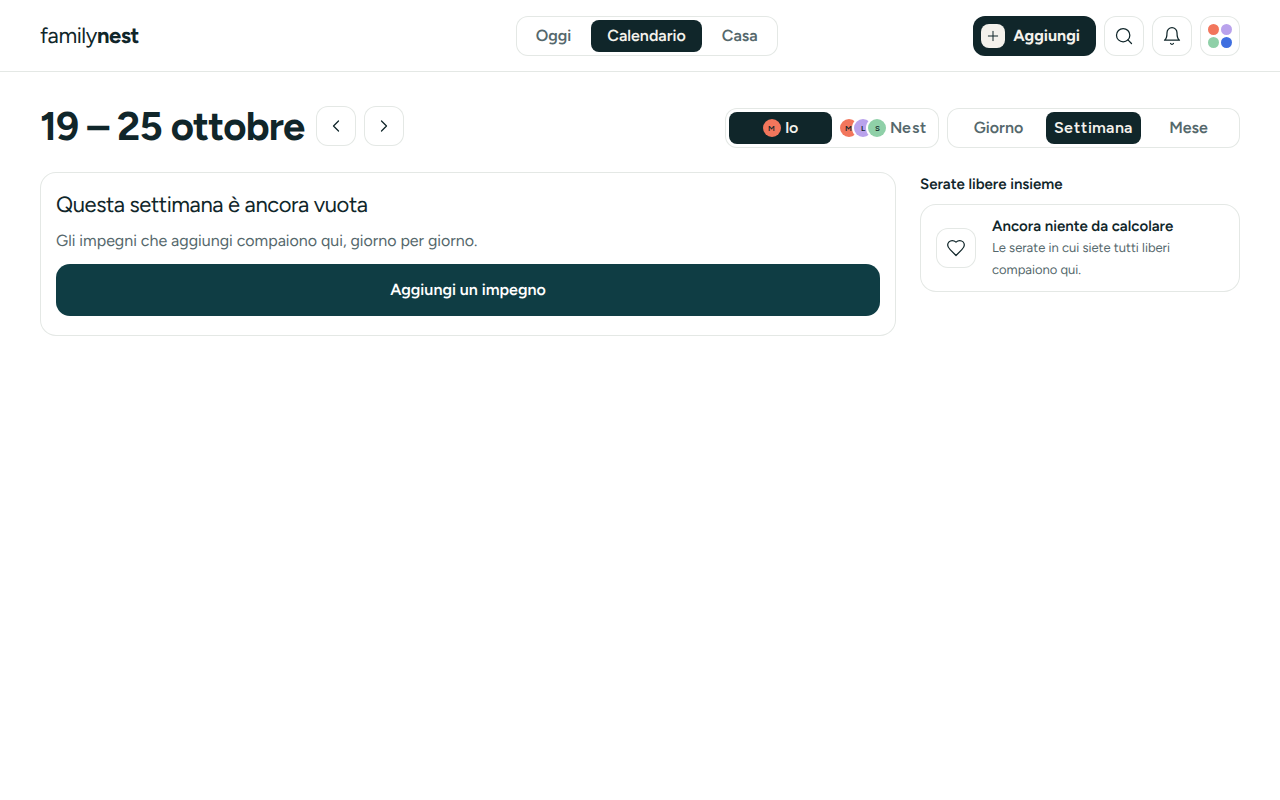 familynest
Oggi
Calendario
Casa
Aggiungi
19 – 25 ottobre
M Io
M L S Nest
Giorno
Settimana
Mese
Questa settimana è ancora vuota
Gli impegni che aggiungi compaiono qui, giorno per giorno.
Aggiungi un impegno
Serate libere insieme
Ancora niente da calcolare
Le serate in cui siete tutti liberi
compaiono qui.